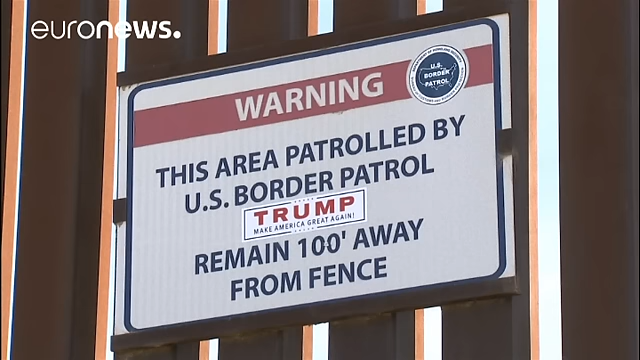 euronews.
WARNING
U.S.
BORDER
PATROL
THIS AREA PATROLLED BY
U.S. BORDER PATROL
TRUMP
MAKE AMERICA GREAT AGAIN!
REMAIN 100' AWAY
FROM FENCE